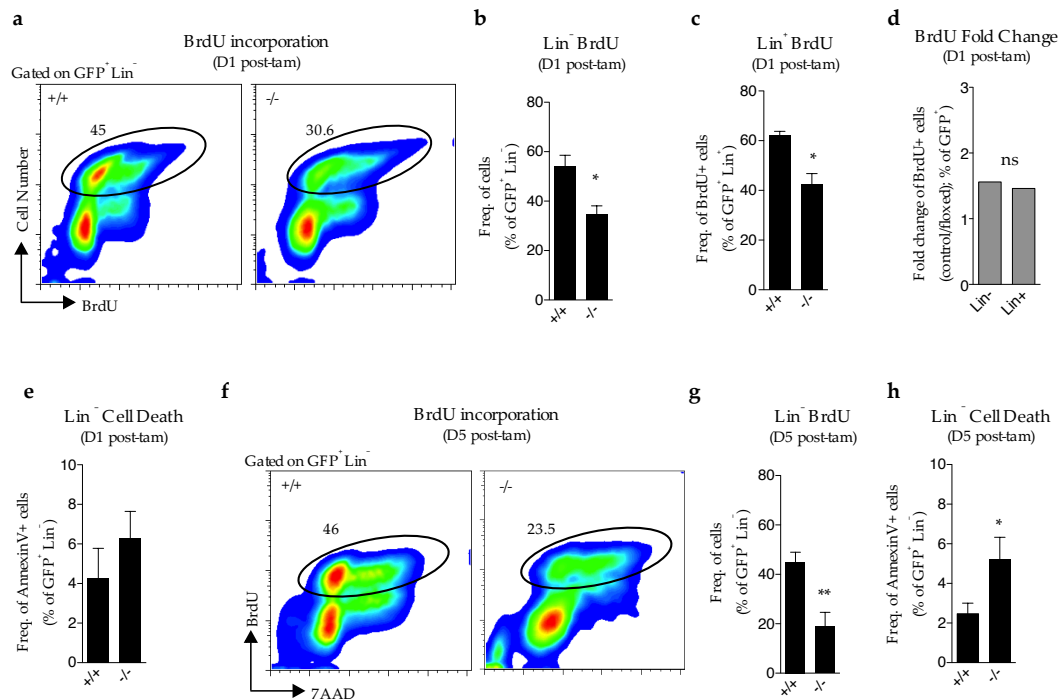 a
BrdU incorporation
(D1 post-tam)
Gated on GFP⁺Lin⁻
+/+
45
-/-
30.6
Cell Number
BrdU
b
Lin⁻ BrdU
(D1 post-tam)
Freq. of cells
(% of GFP⁺ Lin⁻)
80
60
40
20
0
*
+/+
-/-
c
Lin⁺ BrdU
(D1 post-tam)
Freq. of BrdU+ cells
(% of GFP⁺ Lin⁺)
80
60
40
20
0
*
+/+
-/-
d
BrdU Fold Change
(D1 post-tam)
Fold change of BrdU+ cells
(control/floxed); % of GFP⁺)
3
2
1
0
ns
Lin-
Lin+
e
Lin⁻ Cell Death
(D1 post-tam)
Freq. of AnnexinV+ cells
(% of GFP⁺ Lin⁻)
10
8
6
4
2
0
+/+
-/-
f
BrdU incorporation
(D5 post-tam)
Gated on GFP⁺Lin⁻
+/+
46
-/-
23.5
BrdU
7AAD
g
Lin⁻ BrdU
(D5 post-tam)
Freq. of cells
(% of GFP⁺ Lin⁻)
80
60
40
20
0
**
+/+
-/-
h
Lin⁻ Cell Death
(D5 post-tam)
Freq. of AnnexinV+ cells
(% of GFP⁺ Lin⁻)
10
8
6
4
2
0
*
+/+
-/-